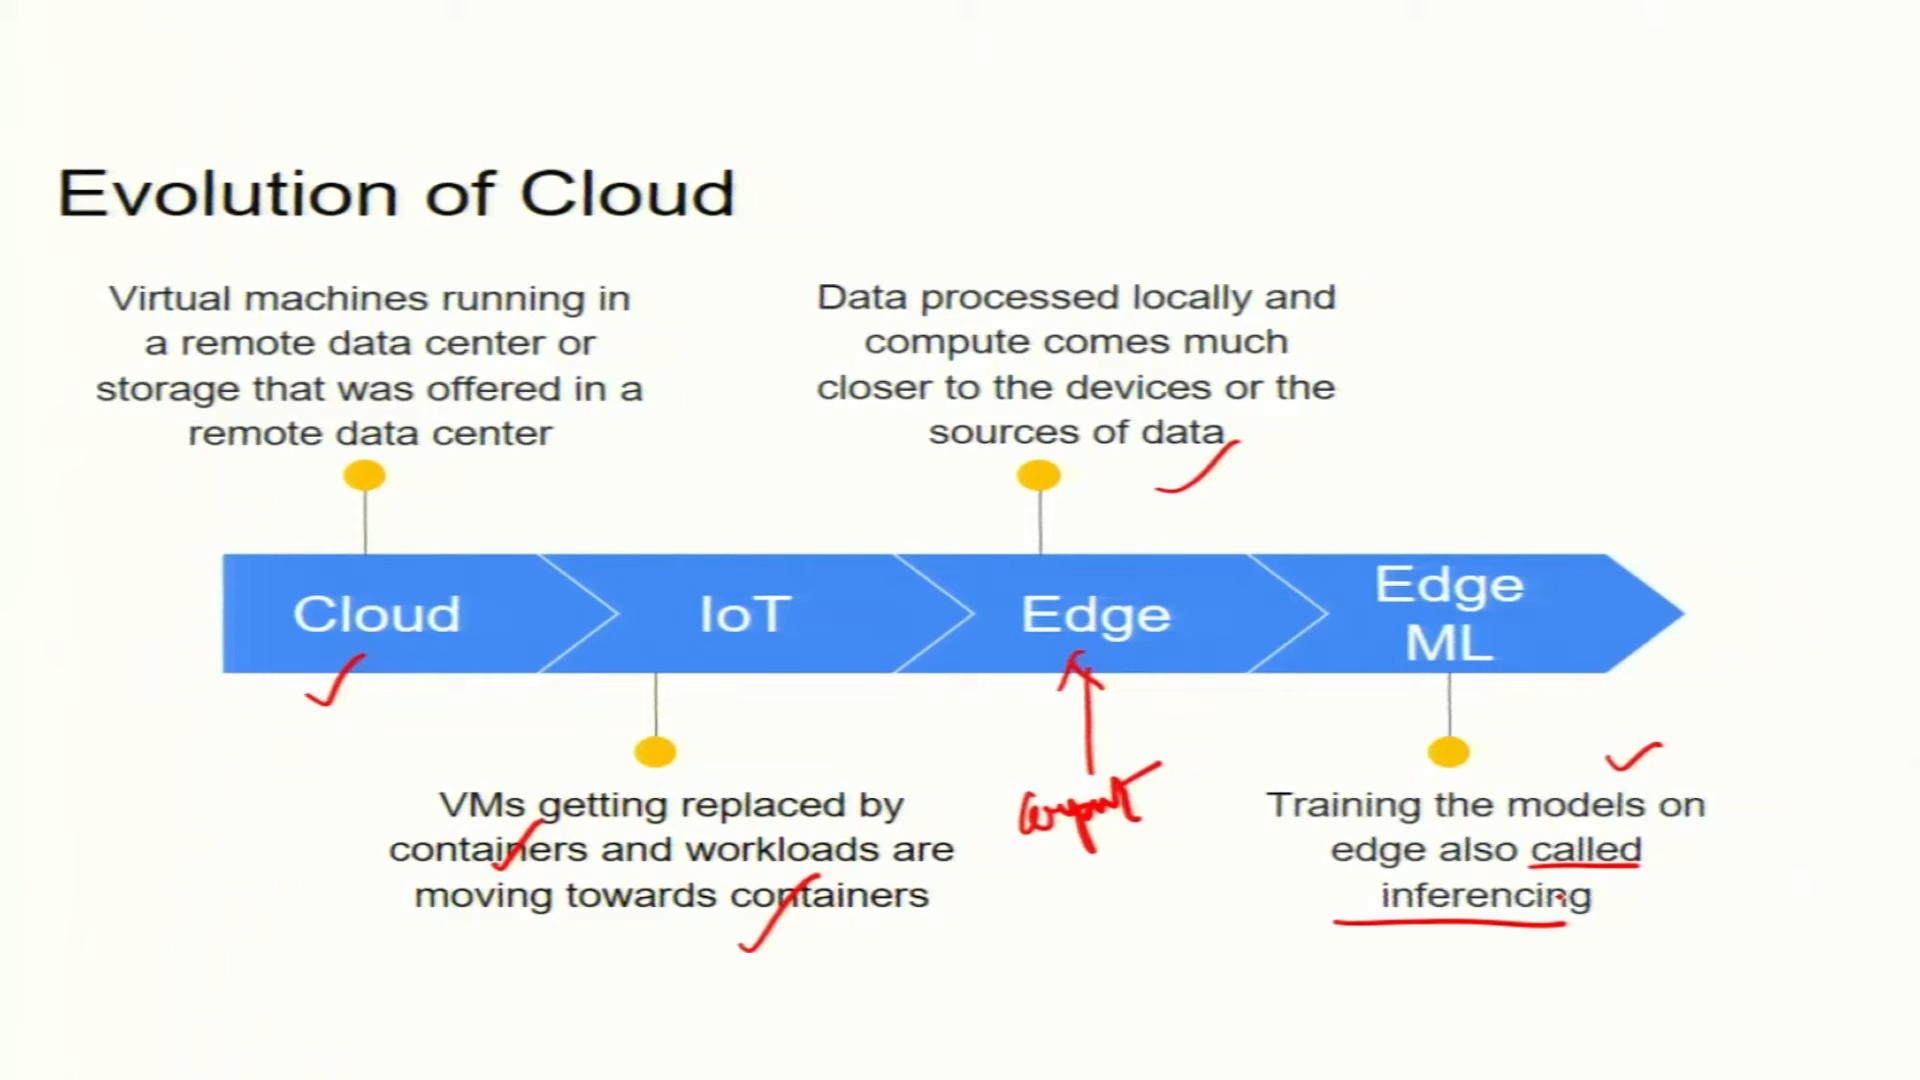 Evolution of Cloud
Virtual machines running in
a remote data center or
storage that was offered in a
remote data center
Data processed locally and
compute comes much
closer to the devices or the
sources of data
Cloud
IoT
Edge
Edge
ML
VMs getting replaced by
containers and workloads are
moving towards containers
Training the models on
edge also called
inferencing